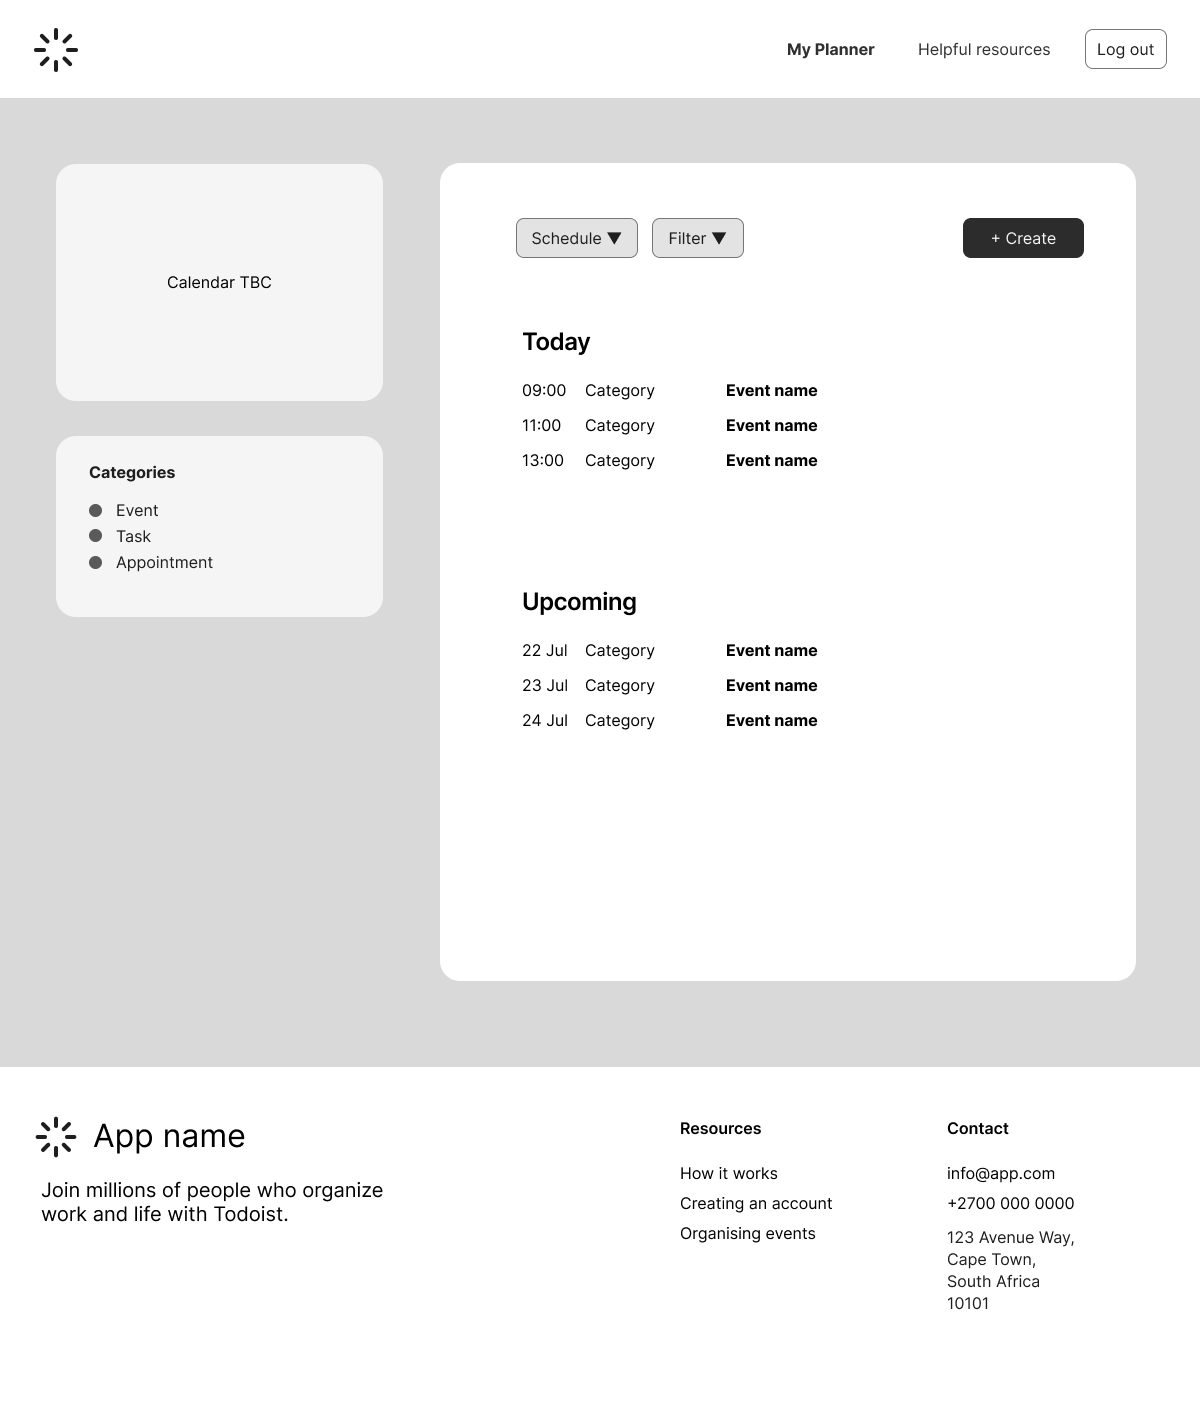 My Planner
Helpful resources
Log out
Calendar TBC
Categories
Event
Task
Appointment
Schedule ▼
Filter ▼
+ Create
Today
09:00 Category Event name
11:00 Category Event name
13:00 Category Event name
Upcoming
22 Jul Category Event name
23 Jul Category Event name
24 Jul Category Event name
App name
Join millions of people who organize
work and life with Todoist.
Resources
How it works
Creating an account
Organising events
Contact
info@app.com
+2700 000 0000
123 Avenue Way,
Cape Town,
South Africa
10101